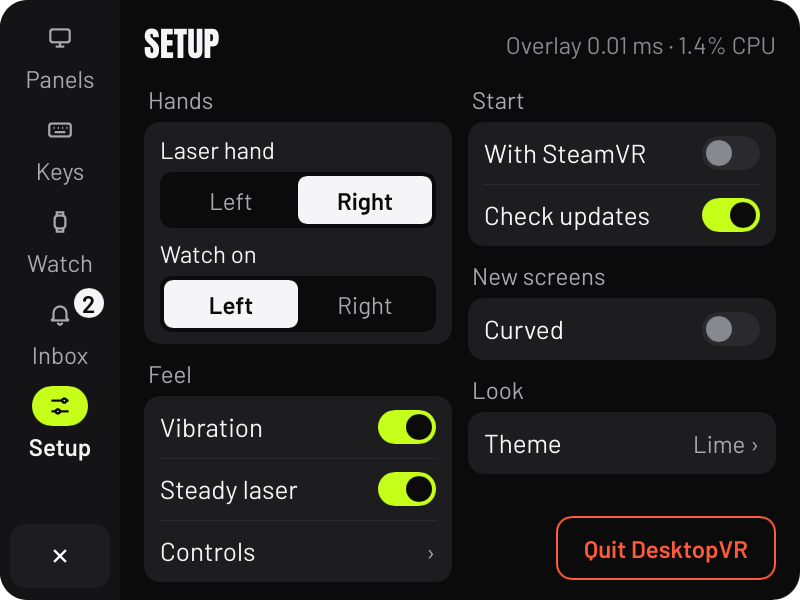 Panels
Keys
Watch
2
Inbox
Setup
×
SETUP
Overlay 0.01 ms · 1.4% CPU
Hands
Laser hand
Left Right
Watch on
Left Right
Feel
Vibration
Steady laser
Controls ›
Start
With SteamVR
Check updates
New screens
Curved
Look
Theme Lime ›
Quit DesktopVR